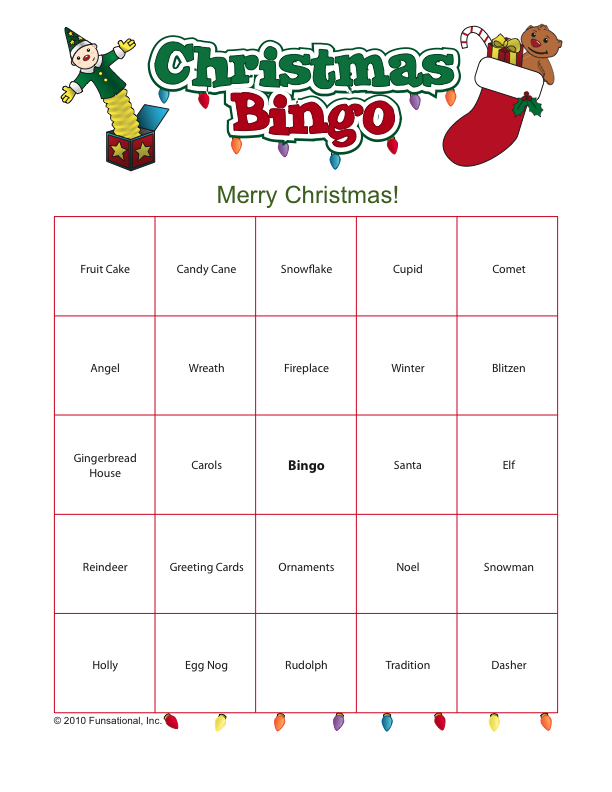 Christmas
Bingo
Merry Christmas!
Fruit Cake Candy Cane Snowflake Cupid Comet
Angel Wreath Fireplace Winter Blitzen
Gingerbread
House Carols Bingo Santa Elf
Reindeer Greeting Cards Ornaments Noel Snowman
Holly Egg Nog Rudolph Tradition Dasher
© 2010 Funsational, Inc.